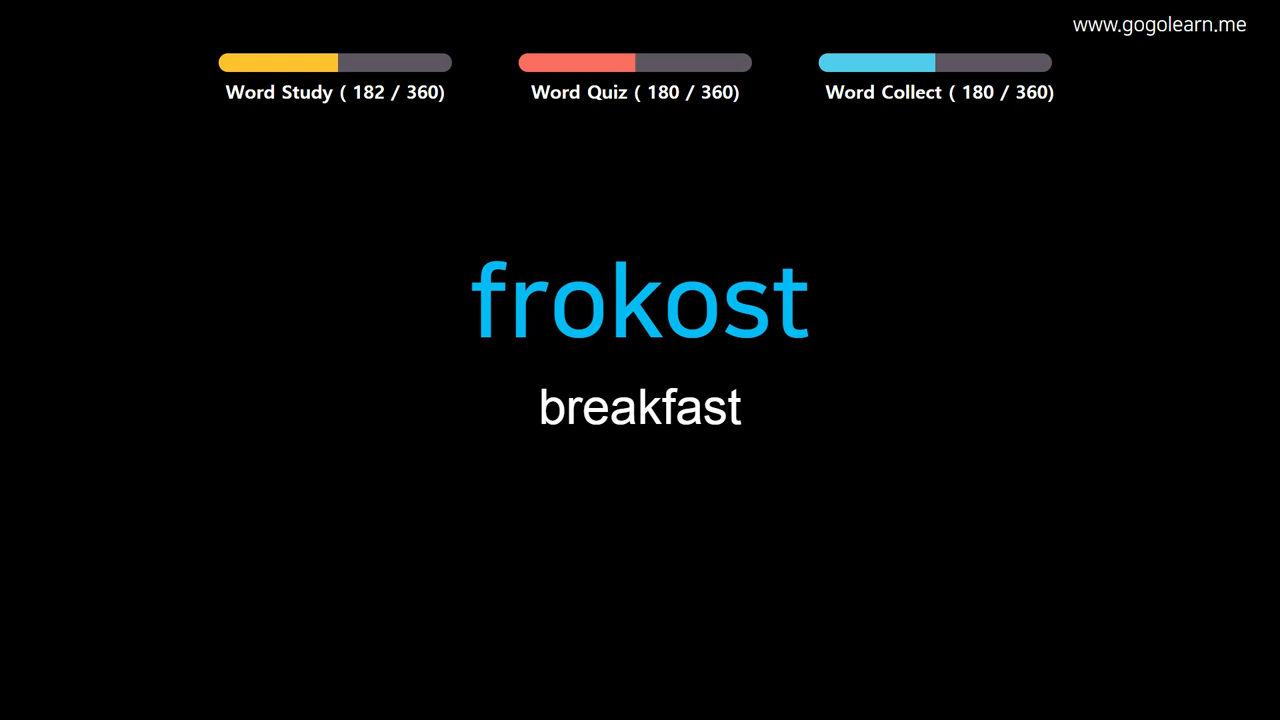 www.gogolearn.me
Word Study ( 182 / 360)
Word Quiz ( 180 / 360)
Word Collect ( 180 / 360)
frokost
breakfast